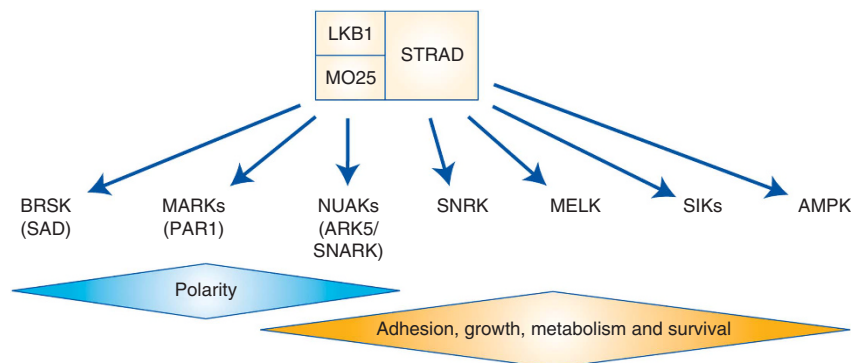 LKB1
MO25
STRAD
BRSK
(SAD)
MARKs
(PAR1)
NUAKs
(ARK5/
SNARK)
SNRK
MELK
SIKs
AMPK
Polarity
Adhesion, growth, metabolism and survival